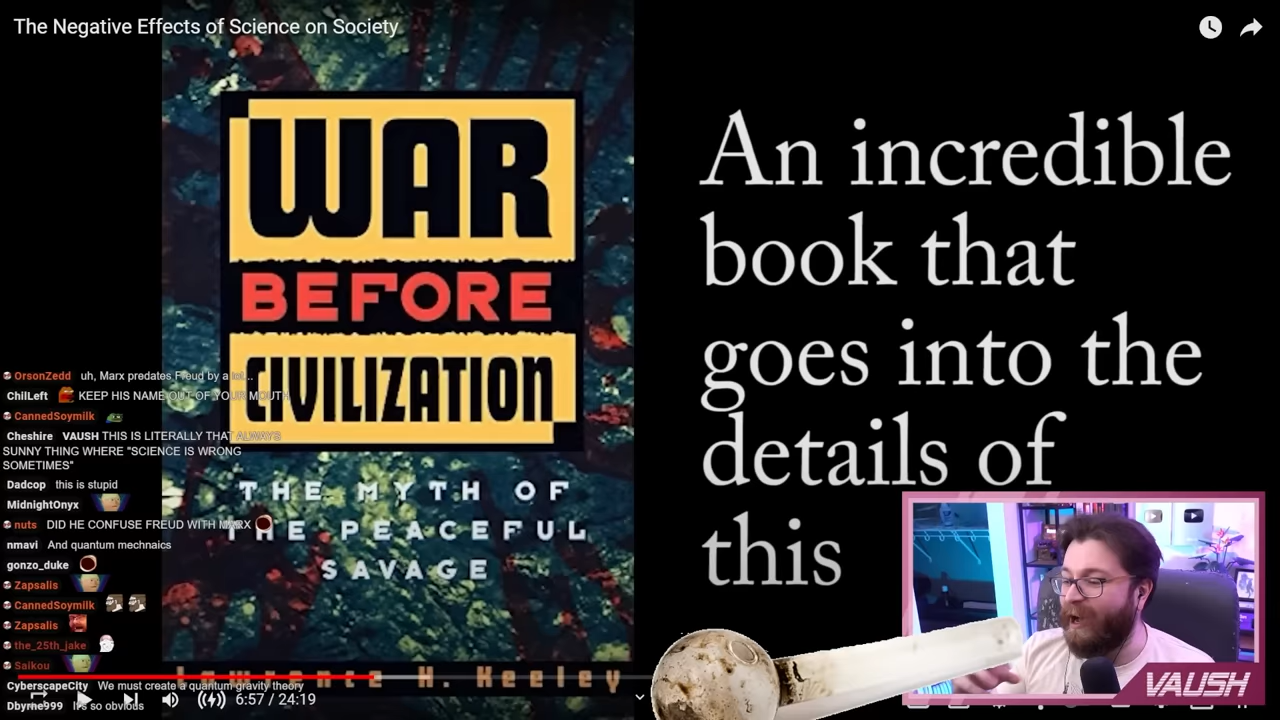 The Negative Effects of Science on Society
WAR
BEFORE
CIVILIZATION
THE MYTH OF
THE PEACEFUL
SAVAGE
Lawrence H. Keeley
An incredible
book that
goes into the
details of
this
OrsonZedd uh, Marx predates Freud by a lot..
ChilLeft KEEP HIS NAME OUT OF YOUR MOUTH
CannedSoymilk
Cheshire VAUSH THIS IS LITERALLY THAT ALWAYS
SUNNY THING WHERE "SCIENCE IS WRONG
SOMETIMES"
Dadcop this is stupid
MidnightOnyx
nuts DID HE CONFUSE FREUD WITH MARX
nmavi And quantum mechnaics
gonzo_duke
Zapsalis
CannedSoymilk
Zapsalis
the_25th_jake
Saikou
CyberscapeCity We must create a quantum gravity theory
Dbyrne999 It's so obvious
6:57 / 24:19
VAUSH